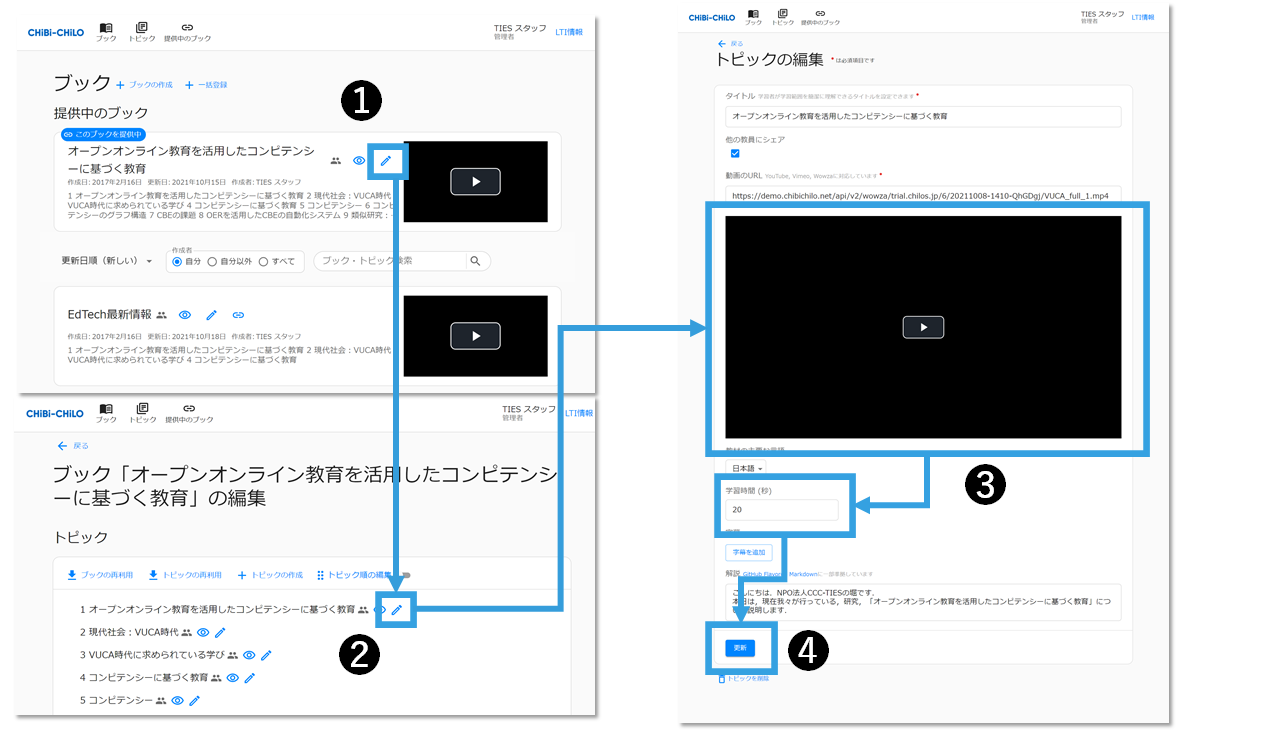 CHiBi-CHiLO
ブック
トピック
提供中のブック
TIES スタッフ
管理者
LTI情報
ブック
+ ブックの作成
+ 一括登録
1
提供中のブック
このブックを提供中
オープンオンライン教育を活用したコンピテンシ
ーに基づく教育
作成日: 2017年2月16日 更新日: 2021年10月15日 作成者: TIES スタッフ
1 オープンオンライン教育を活用したコンピテンシーに基づく教育 2 現代社会：VUCA時代
VUCA時代に求められている学び 4 コンピテンシーに基づく教育 5 コンピテンシー 6 コンピ
テンシーのグラフ構造 7 CBEの課題 8 OERを活用したCBEの自動化システム 9 類似研究：
更新日順（新しい）
作成者
自分
自分以外
すべて
ブック・トピック検索
EdTech最新情報
作成日: 2017年2月16日 更新日: 2021年10月18日 作成者: TIES スタッフ
1 オープンオンライン教育を活用したコンピテンシーに基づく教育 2 現代社会：VUCA時代
VUCA時代に求められている学び 4 コンピテンシーに基づく教育
CHiBi-CHiLO
ブック
トピック
提供中のブック
TIES スタッフ
管理者
LTI情報
← 戻る
ブック「オープンオンライン教育を活用したコンピテンシ
ーに基づく教育」の編集
トピック
ブックの再利用
トピックの再利用
+ トピックの作成
トピック順の編集
1 オープンオンライン教育を活用したコンピテンシーに基づく教育
2 現代社会：VUCA時代
3 VUCA時代に求められている学び
4 コンピテンシーに基づく教育
5 コンピテンシー
2
CHiBi-CHiLO
ブック
トピック
提供中のブック
TIES スタッフ
管理者
LTI情報
← 戻る
トピックの編集 * は必須項目です
タイトル 学習者が学習範囲を簡潔に理解できるタイトルを設定できます *
オープンオンライン教育を活用したコンピテンシーに基づく教育
他の教員にシェア
動画のURL YouTube, Vimeo, Wowzaに対応しています *
https://demo.chibichilo.net/api/v2/wowza/trial.chilos.jp/6/20211008-1410-QhGDgJ/VUCA_full_1.mp4
教材の主要な言語
日本語
3
学習時間 (秒)
20
字幕
字幕を追加
解説 GitHub Flavored Markdownに一部準拠しています
こんにちは．NPO法人CCC-TIESの堀です．
本日は，現在我々が行っている，研究，「オープンオンライン教育を活用したコンピテンシーに基づく教育」につ
説明します．
更新
4
トピックを削除